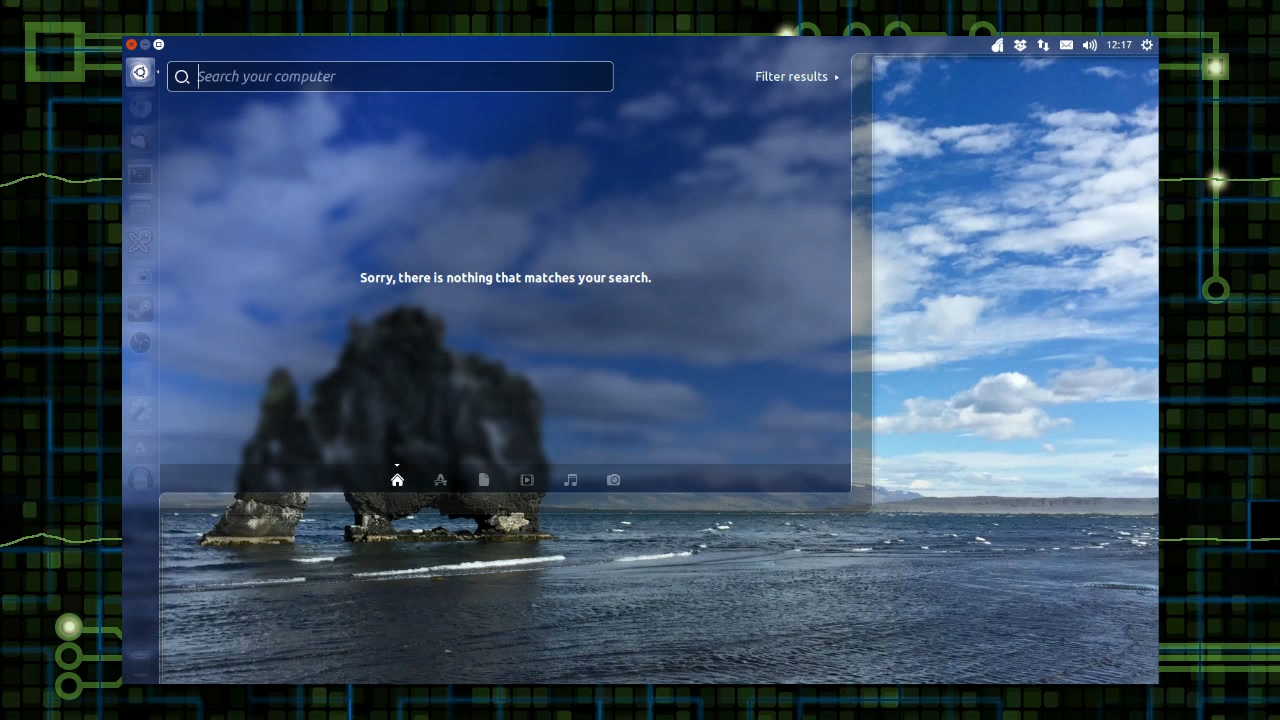 12:17
Search your computer
Filter results
Sorry, there is nothing that matches your search.